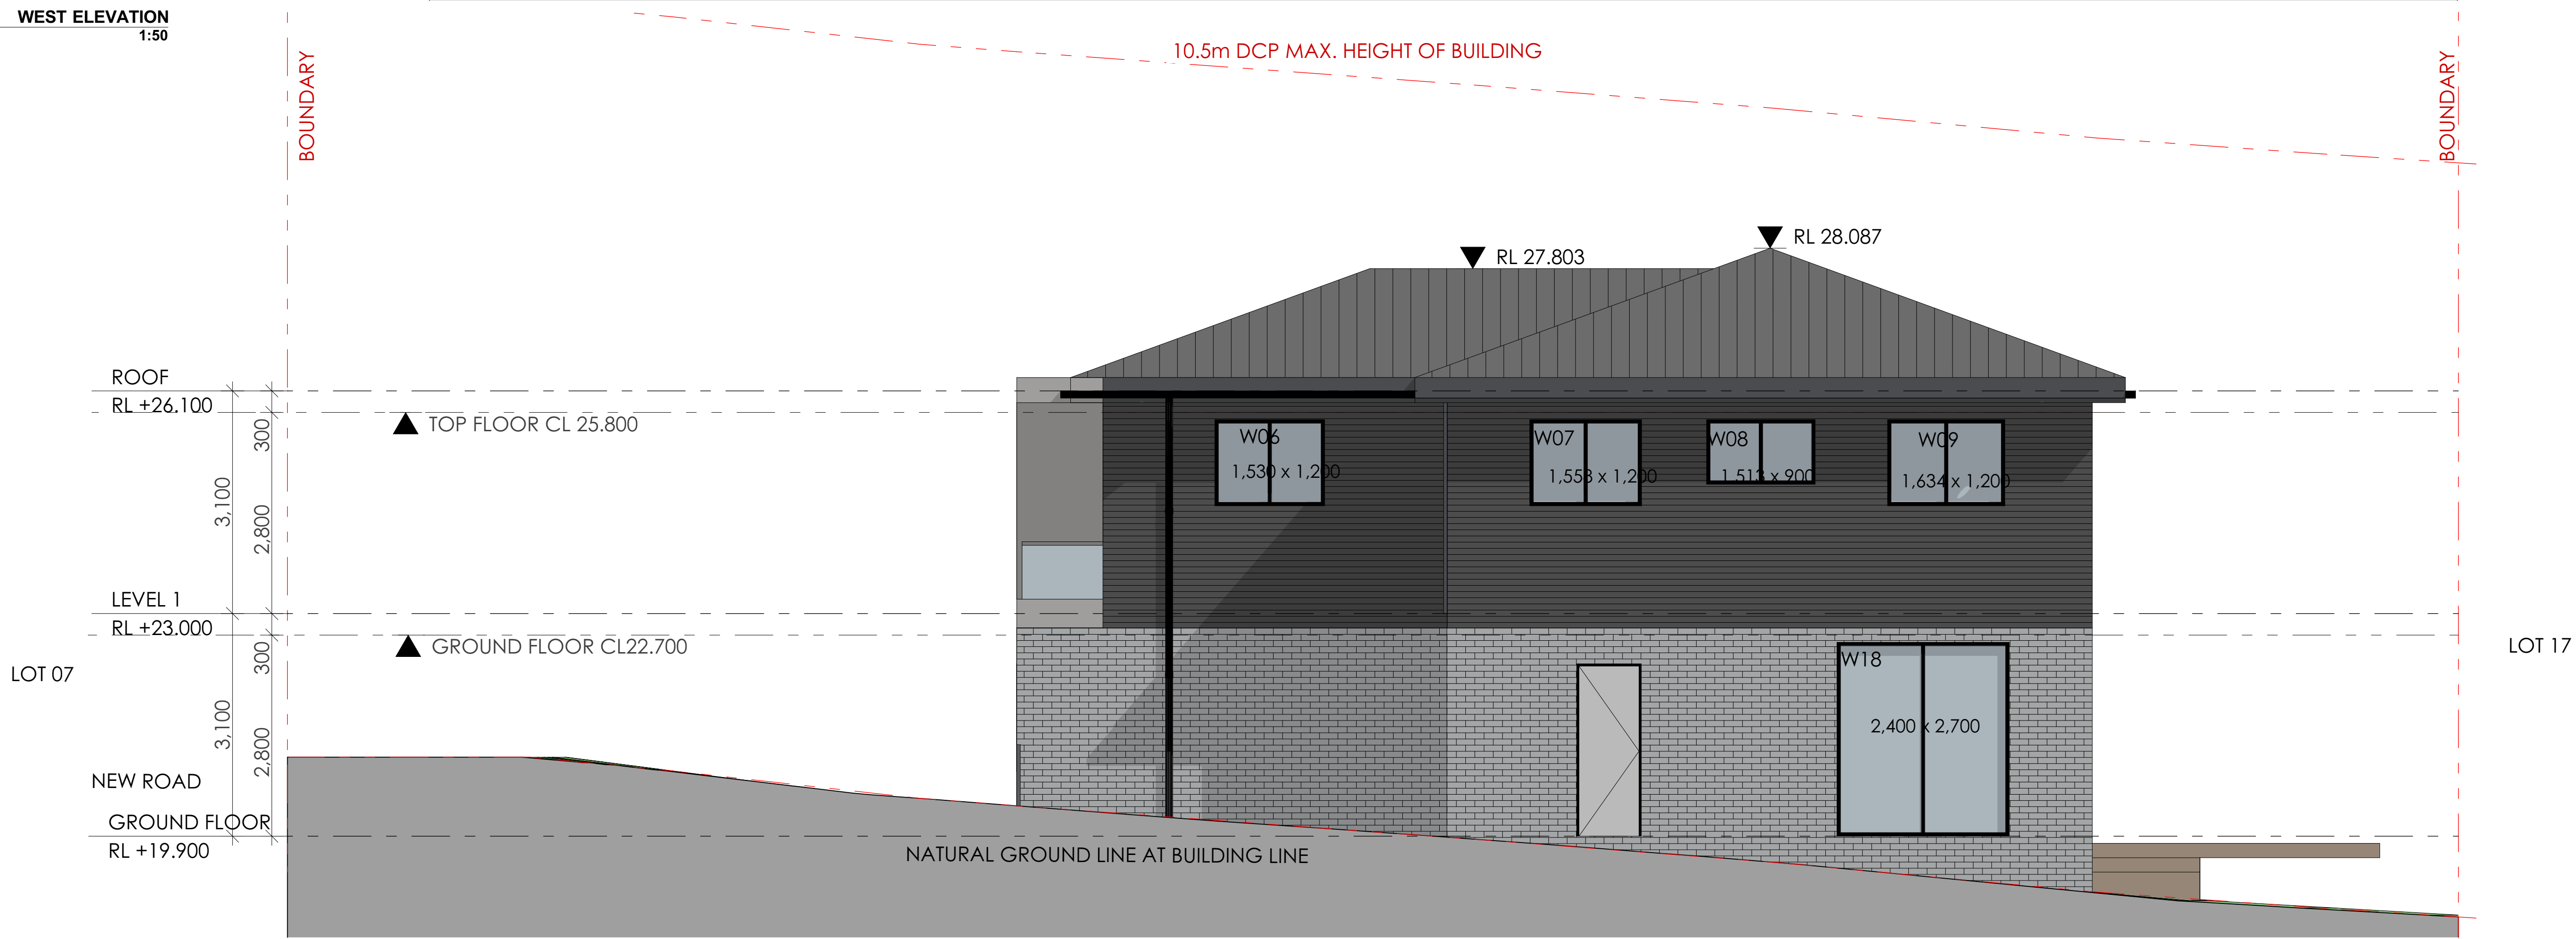 WEST ELEVATION
1:50
10.5m DCP MAX. HEIGHT OF BUILDING
BOUNDARY
BOUNDARY
RL 28.087
RL 27.803
ROOF
RL +26.100
TOP FLOOR CL 25.800
300
W06
1,530 x 1,200
W07
1,558 x 1,200
W08
1,513 x 900
W09
1,634 x 1,200
3,100
2,800
LEVEL 1
RL +23.000
GROUND FLOOR CL22.700
300
LOT 07
LOT 17
W18
2,400 x 2,700
3,100
2,800
NEW ROAD
GROUND FLOOR
RL +19.900
NATURAL GROUND LINE AT BUILDING LINE